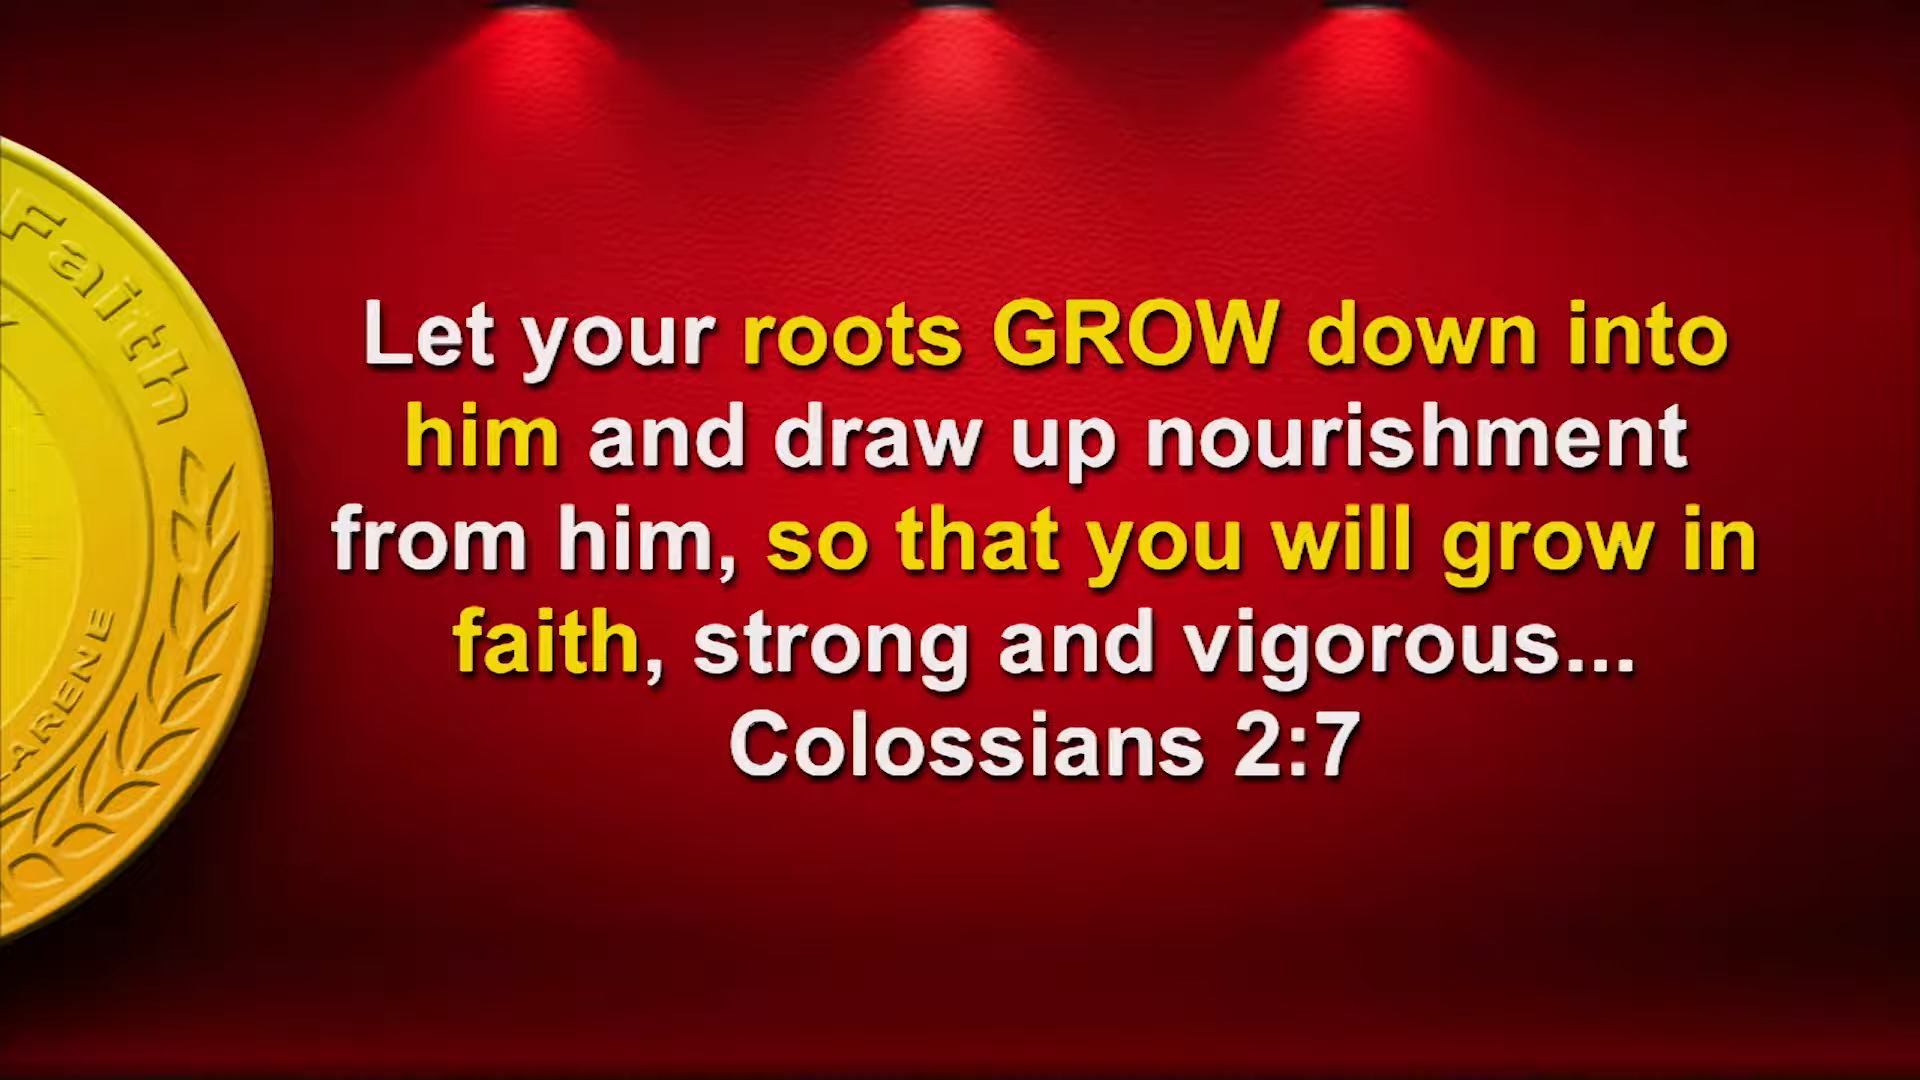 Faith
Let your roots GROW down into
him and draw up nourishment
from him, so that you will grow in
faith, strong and vigorous...
Colossians 2:7
ARENE